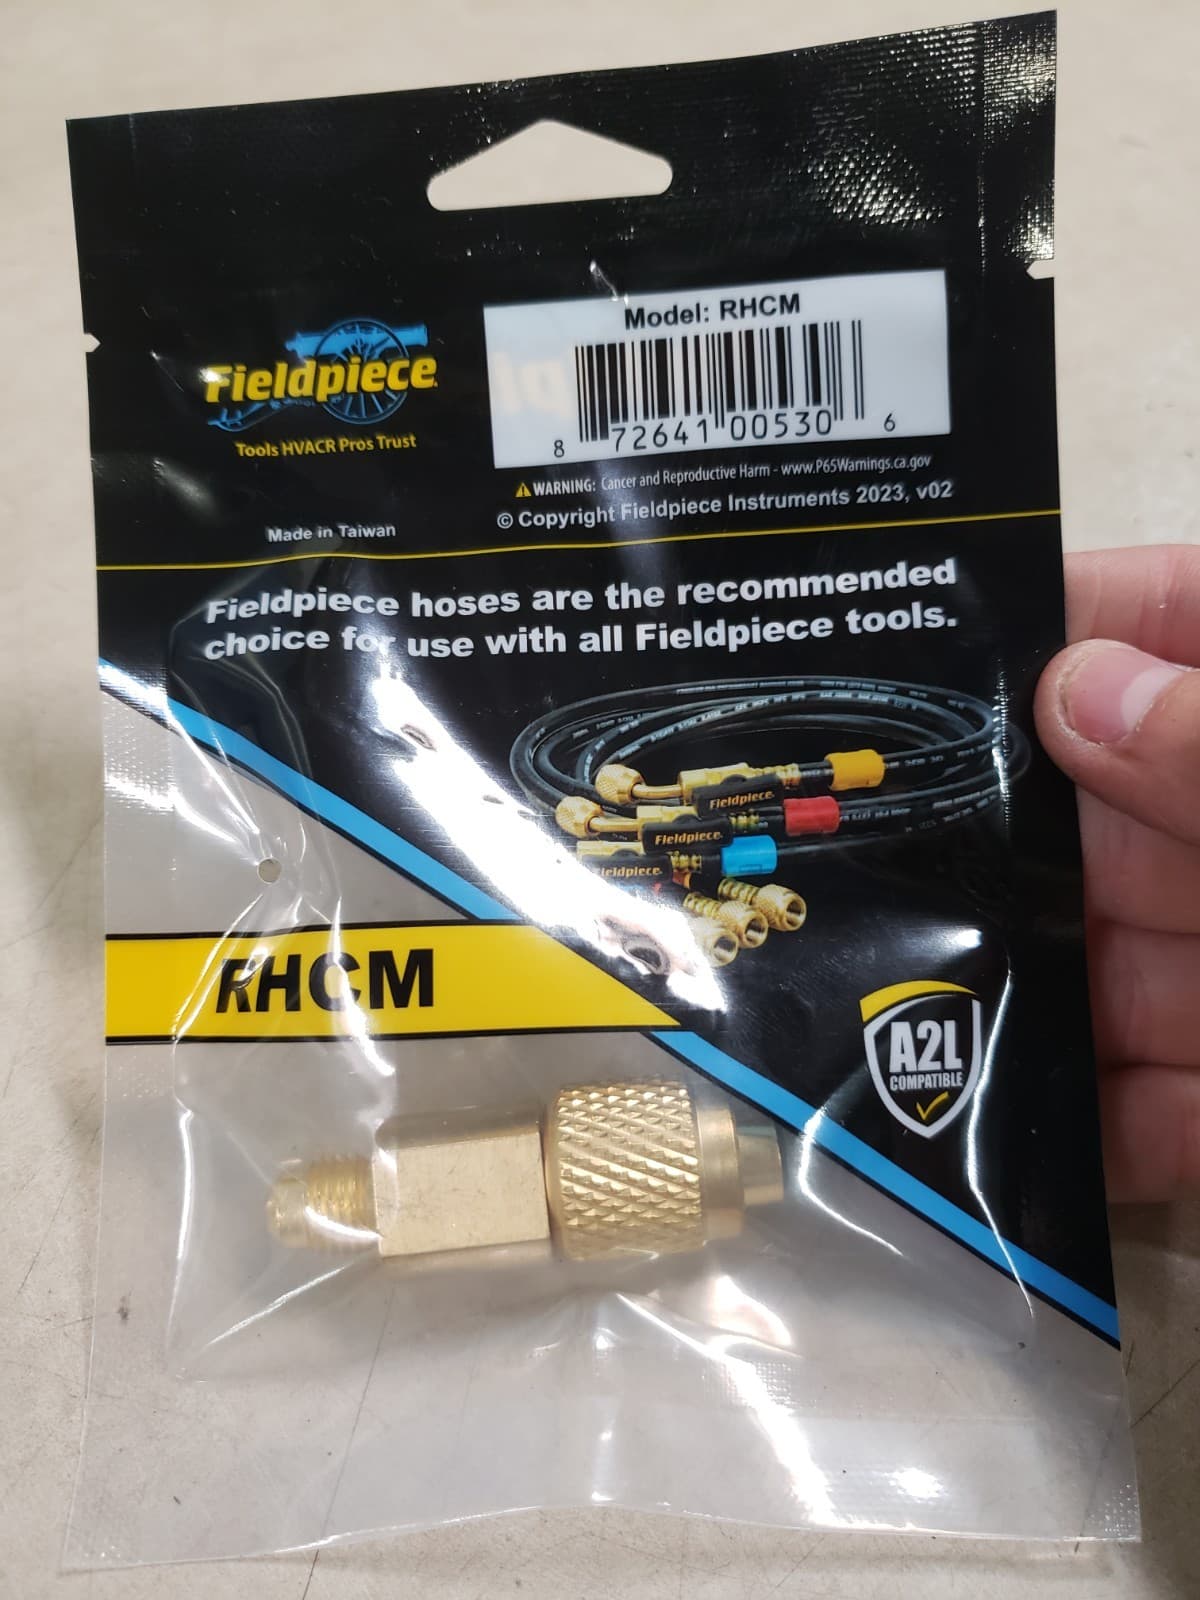 Model: RHCM
Fieldpiece
Tools HVACR Pros Trust
8 72641 00530 6
WARNING: Cancer and Reproductive Harm - www.P65Warnings.ca.gov
© Copyright Fieldpiece Instruments 2023, v02
Made in Taiwan
Fieldpiece hoses are the recommended
choice for use with all Fieldpiece tools.
Fieldpiece
Fieldpiece
Fieldpiece
RHCM
A2L
COMPATIBLE